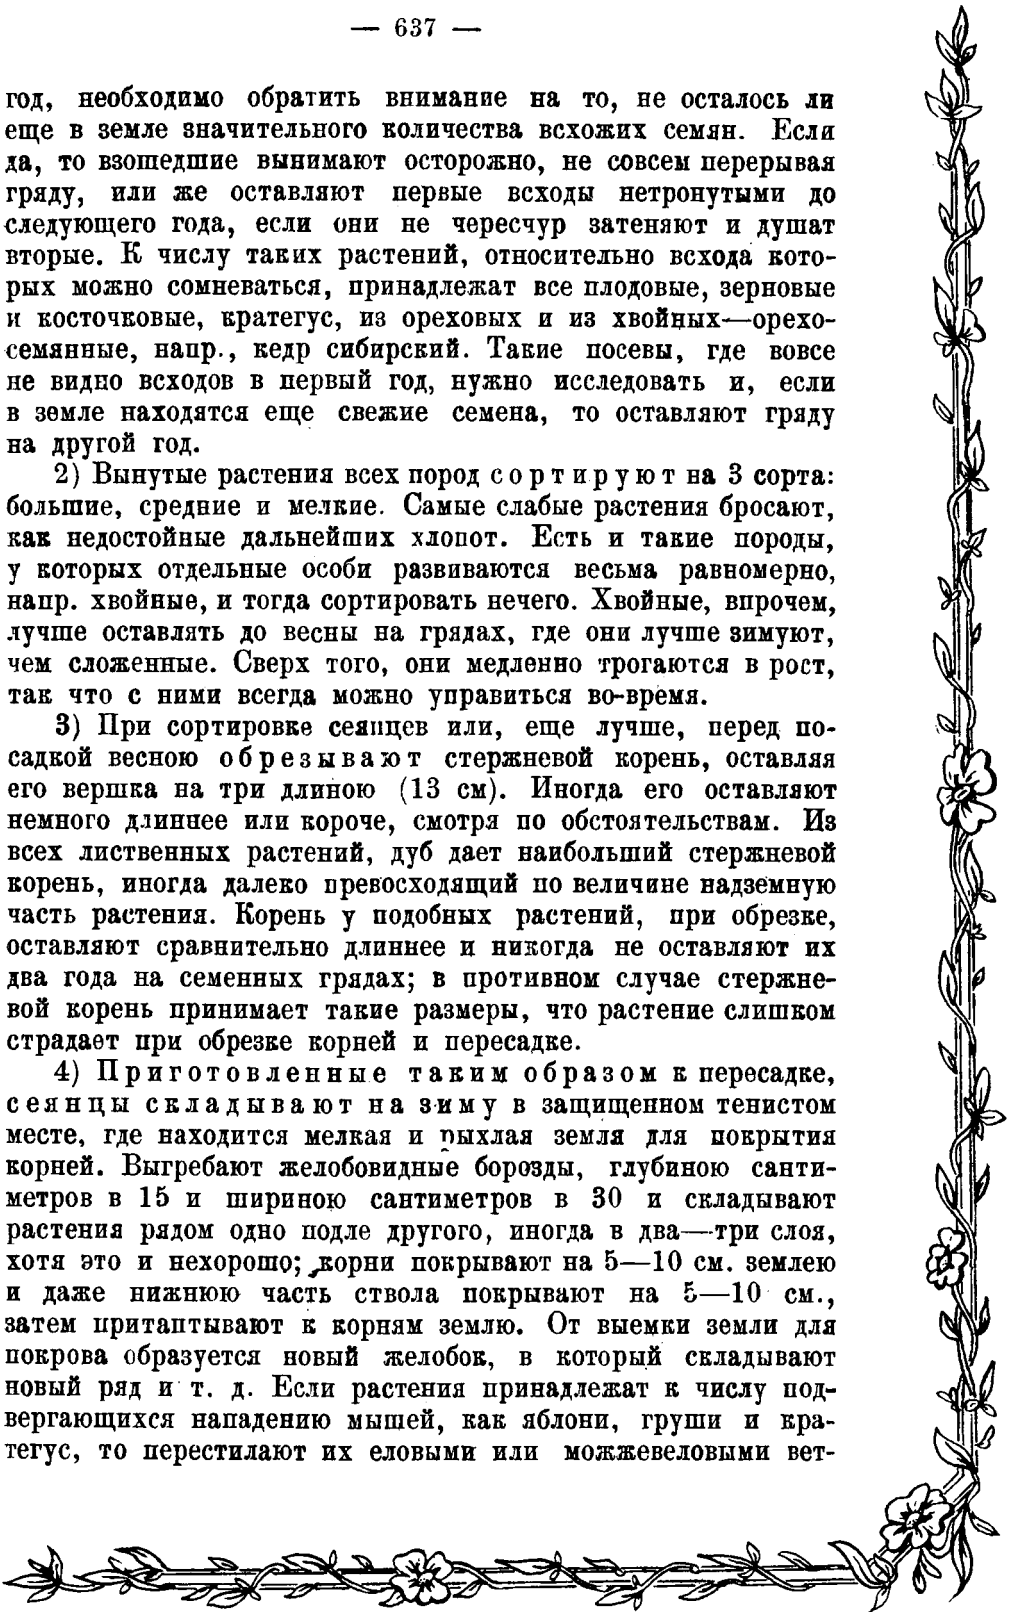 — 637 —
год, необходимо обратить внимание на то, не осталось ли
еще в земле значительного количества всхожих семян. Если
да, то взошедшие вынимают осторожно, не совсем перерывая
гряду, или же оставляют первые всходы нетронутыми до
следующего года, если они не чересчур затеняют и душат
вторые. К числу таких растений, относительно всхода кото-
рых можно сомневаться, принадлежат все плодовые, зерновые
и косточковые, кратегус, из ореховых и из хвойных—орехо-
семянные, напр., кедр сибирский. Такие посевы, где вовсе
не видно всходов в первый год, нужно исследовать и, если
в земле находятся еще свежие семена, то оставляют гряду
на другой год.
2) Вынутые растения всех пород сортируют на 3 сорта:
большие, средние и мелкие. Самые слабые растения бросают,
как недостойные дальнейших хлопот. Есть и такие породы,
у которых отдельные особи развиваются весьма равномерно,
напр. хвойные, и тогда сортировать нечего. Хвойные, впрочем,
лучше оставлять до весны на грядах, где они лучше зимуют,
чем сложенные. Сверх того, они медленно трогаются в рост,
так что с ними всегда можно управиться во-время.
3) При сортировке сеянцев или, еще лучше, перед по-
садкой весною обрезывают стержневой корень, оставляя
его вершка на три длиною (13 см). Иногда его оставляют
немного длиннее или короче, смотря по обстоятельствам. Из
всех лиственных растений, дуб дает наибольший стержневой
корень, иногда далеко превосходящий по величине надземную
часть растения. Корень у подобных растений, при обрезке,
оставляют сравнительно длиннее и никогда не оставляют их
два года на семенных грядах; в противном случае стержне-
вой корень принимает такие размеры, что растение слишком
страдает при обрезке корней и пересадке.
4) Приготовленные таким образом к пересадке,
сеянцы складывают на зиму в защищенном тенистом
месте, где находится мелкая и рыхлая земля для покрытия
корней. Выгребают желобовидные борозды, глубиною санти-
метров в 15 и шириною сантиметров в 30 и складывают
растения рядом одно подле другого, иногда в два—три слоя,
хотя это и нехорошо; корни покрывают на 5—10 см. землею
и даже нижнюю часть ствола покрывают на 5—10 см.,
затем притаптывают к корням землю. От выемки земли для
покрова образуется новый желобок, в который складывают
новый ряд и т. д. Если растения принадлежат к числу под-
вергающихся нападению мышей, как яблони, груши и кра-
тегус, то перестилают их еловыми или можжевеловыми вет-